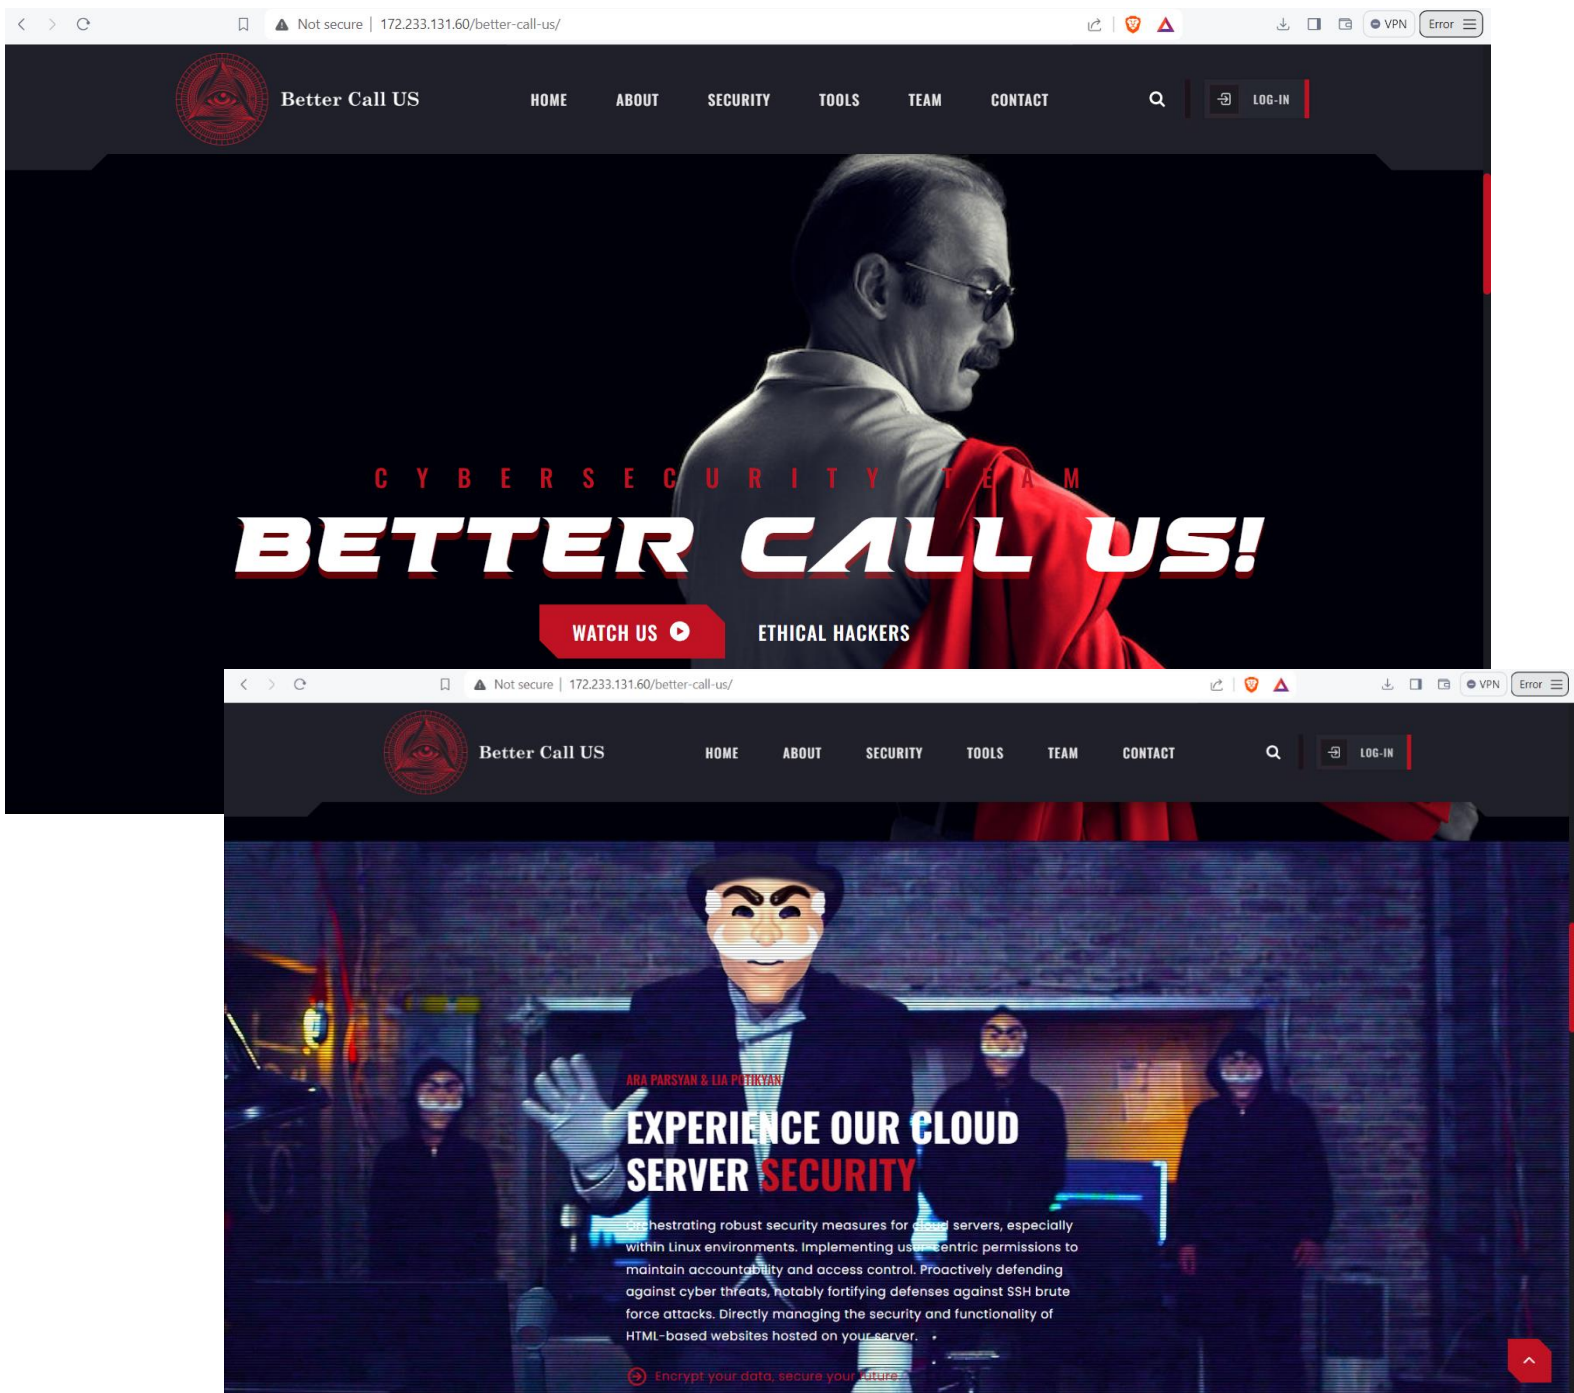 Not secure | 172.233.131.60/better-call-us/
VPN
Error
Better Call US
HOME ABOUT SECURITY TOOLS TEAM CONTACT
LOG-IN
CYBERSECURITY TEAM
BETTER CALL US!
WATCH US
ETHICAL HACKERS
Not secure | 172.233.131.60/better-call-us/
VPN
Error
Better Call US
HOME ABOUT SECURITY TOOLS TEAM CONTACT
LOG-IN
ARA PARSYAN & LIA POTIKYAN
EXPERIENCE OUR CLOUD
SERVER SECURITY
Orchestrating robust security measures for cloud servers, especially
within Linux environments. Implementing user-centric permissions to
maintain accountability and access control. Proactively defending
against cyber threats, notably fortifying defenses against SSH brute
force attacks. Directly managing the security and functionality of
HTML-based websites hosted on your server.
Encrypt your data, secure your future.